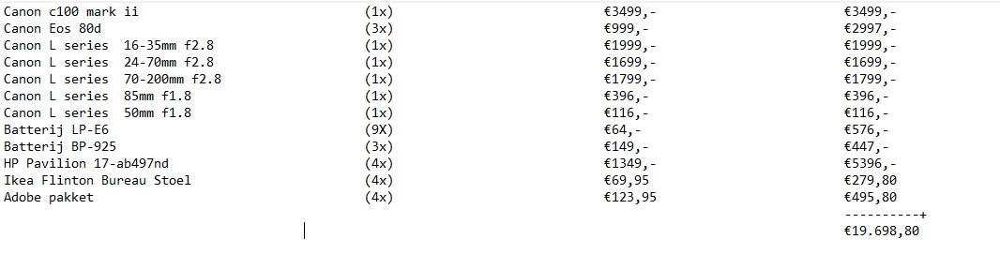 Canon c100 mark ii (1x) €3499,- €3499,-
Canon Eos 80d (3x) €999,- €2997,-
Canon L series  16-35mm f2.8 (1x) €1999,- €1999,-
Canon L series  24-70mm f2.8 (1x) €1699,- €1699,-
Canon L series  70-200mm f2.8 (1x) €1799,- €1799,-
Canon L series  85mm f1.8 (1x) €396,- €396,-
Canon L series  50mm f1.8 (1x) €116,- €116,-
Batterij LP-E6 (9X) €64,- €576,-
Batterij BP-925 (3x) €149,- €447,-
HP Pavilion 17-ab497nd (4x) €1349,- €5396,-
Ikea Flinton Bureau Stoel (4x) €69,95 €279,80
Adobe pakket (4x) €123,95 €495,80
----------+
€19.698,80